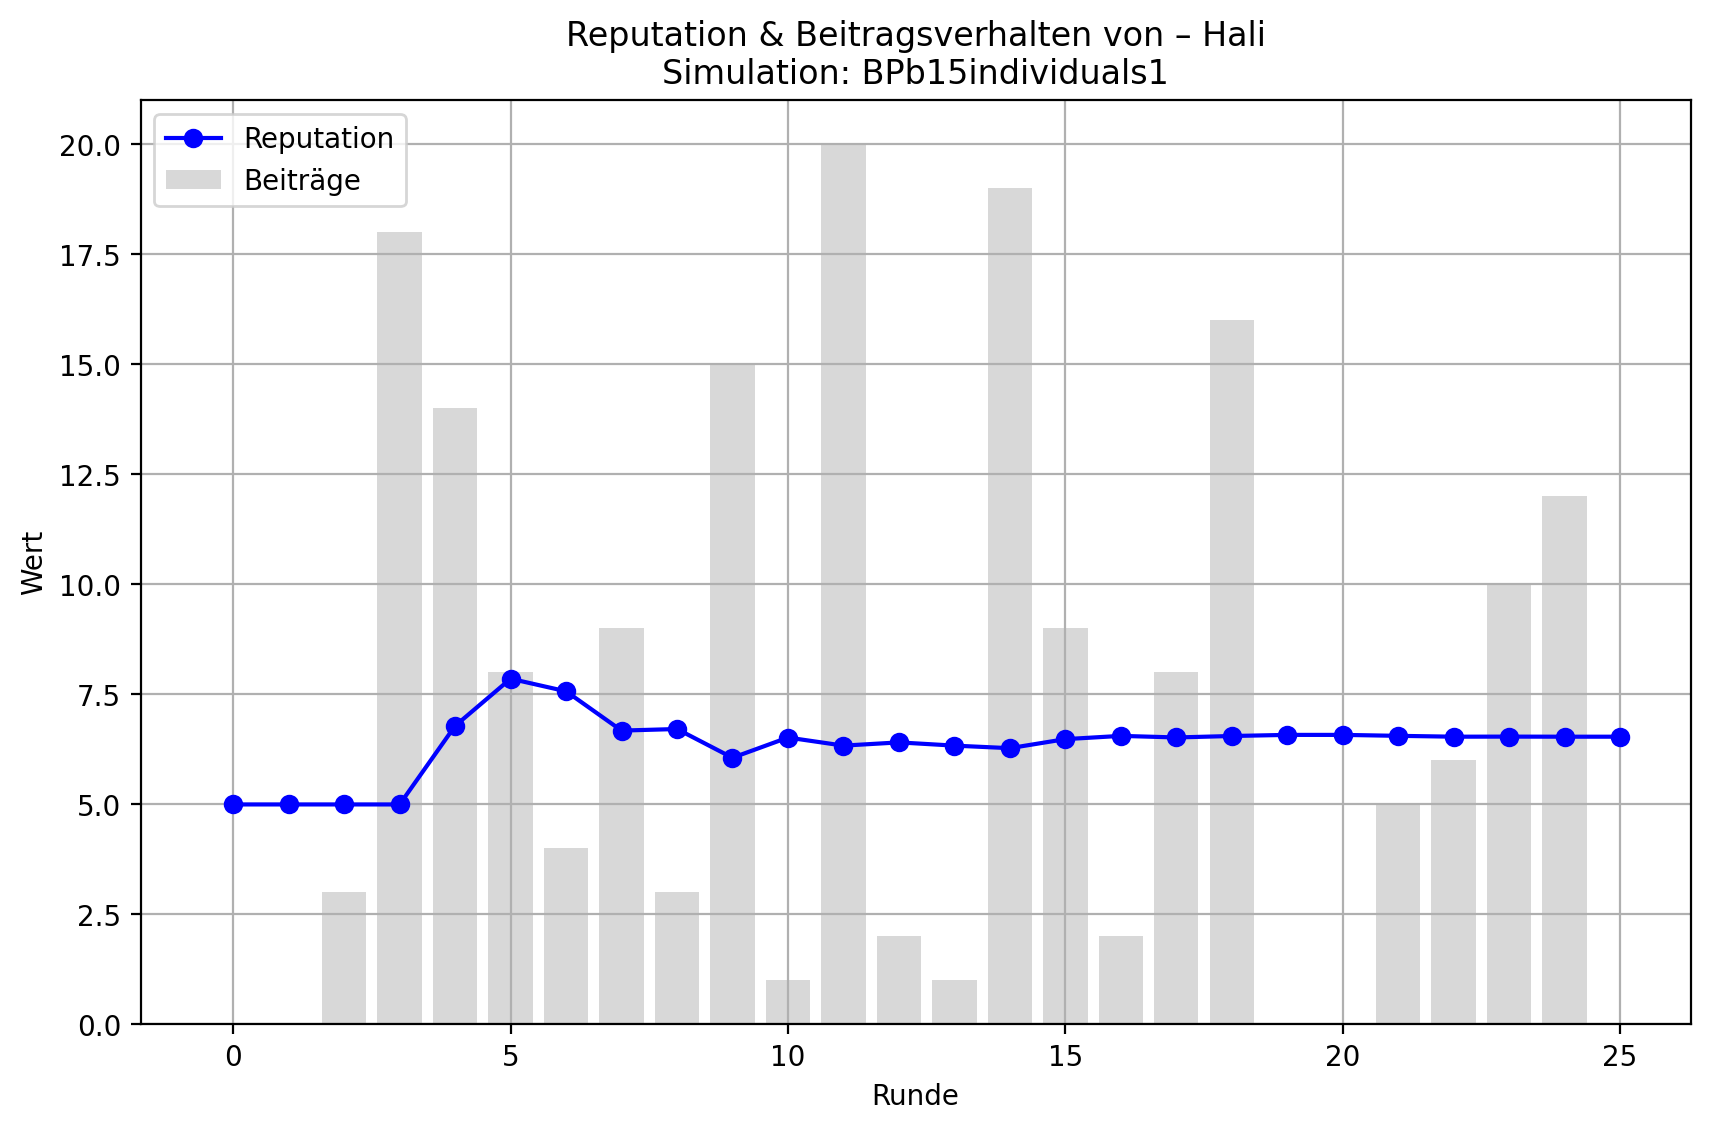 Reputation & Beitragsverhalten von – Hali
Simulation: BPb15individuals1
Reputation
Beiträge
20.0
17.5
15.0
12.5
10.0
7.5
5.0
2.5
0.0
Wert
0 5 10 15 20 25
Runde